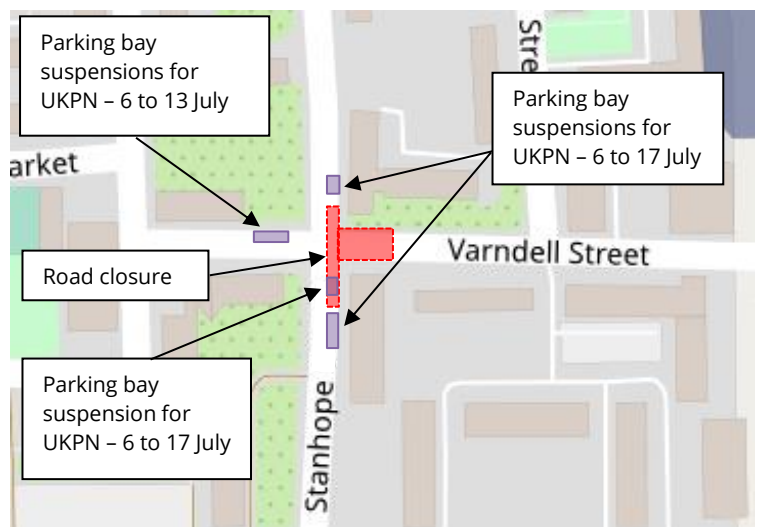 Parking bay
suspensions for
UKPN – 6 to 13 July
Stre
Parking bay
suspensions for
UKPN – 6 to 17 July
arket
Varndell Street
Road closure
Parking bay
suspension for
UKPN – 6 to 17 July
Stanhope